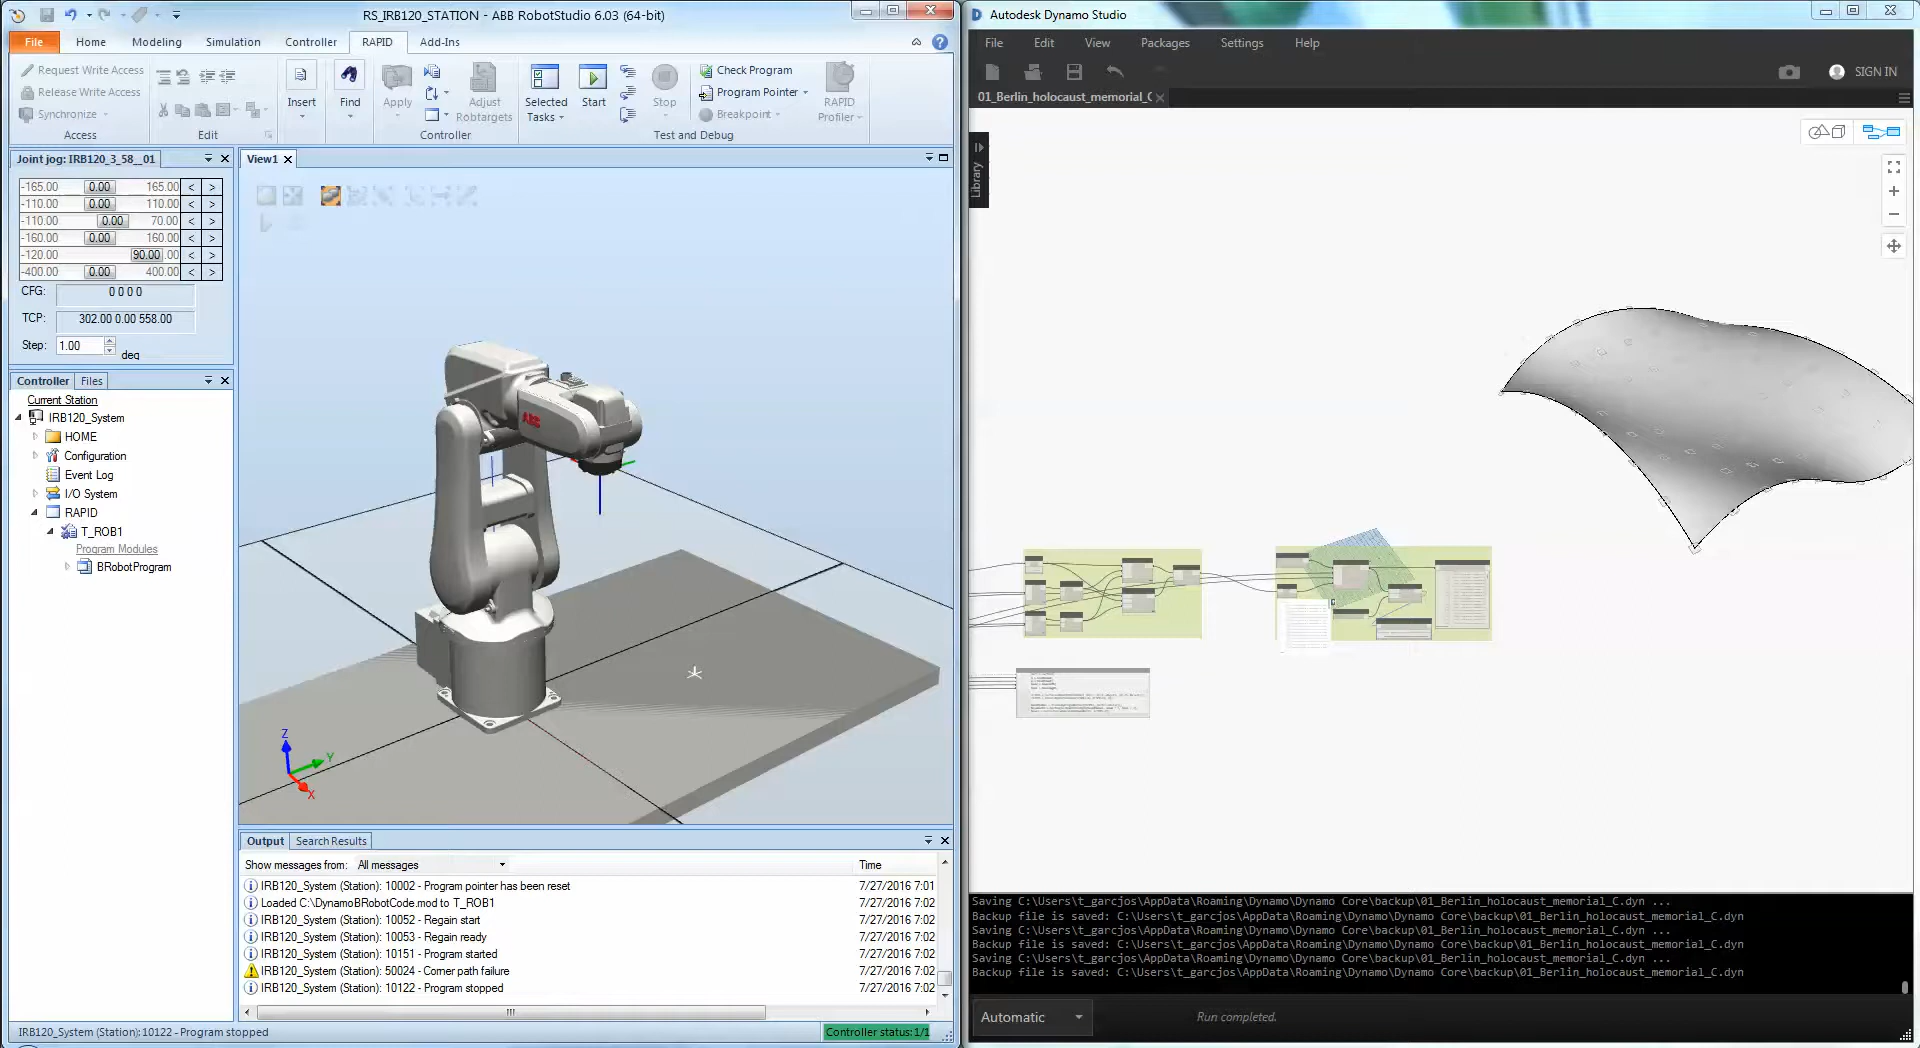 RS_IRB120_STATION - ABB RobotStudio 6.03 (64-bit)
File Home Modeling Simulation Controller RAPID Add-Ins
Request Write Access
Release Write Access
Synchronize
Access
Edit
Insert
Find
Apply
Adjust Robtargets
Controller
Selected Tasks
Start
Stop
Check Program
Program Pointer
Breakpoint
Test and Debug
RAPID Profiler
Joint jog: IRB120_3_58__01
-165.00 0.00 165.00 < >
-110.00 0.00 110.00 < >
-110.00 0.00 70.00 < >
-160.00 0.00 160.00 < >
-120.00 90.00 .00 < >
-400.00 0.00 400.00 < >
CFG: 0 0 0 0
TCP: 302.00 0.00 558.00
Step: 1.00 deg
Controller Files
Current Station
IRB120_System
HOME
Configuration
Event Log
I/O System
RAPID
T_ROB1
Program Modules
BRobotProgram
View1
ABB
Z
Y
X
Output Search Results
Show messages from: All messages Time
IRB120_System (Station): 10002 - Program pointer has been reset 7/27/2016 7:01
Loaded C:\DynamoBRobotCode.mod to T_ROB1 7/27/2016 7:02
IRB120_System (Station): 10052 - Regain start 7/27/2016 7:02
IRB120_System (Station): 10053 - Regain ready 7/27/2016 7:02
IRB120_System (Station): 10151 - Program started 7/27/2016 7:02
IRB120_System (Station): 50024 - Corner path failure 7/27/2016 7:02
IRB120_System (Station): 10122 - Program stopped 7/27/2016 7:02
IRB120_System (Station):10122 - Program stopped
Controller status: 1/1
Autodesk Dynamo Studio
File Edit View Packages Settings Help
SIGN IN
01_Berlin_holocaust_memorial_C
Library
Saving C:\Users\t_garcjos\AppData\Roaming\Dynamo\Dynamo Core\backup\01_Berlin_holocaust_memorial_C.dyn ...
Backup file is saved: C:\Users\t_garcjos\AppData\Roaming\Dynamo\Dynamo Core\backup\01_Berlin_holocaust_memorial_C.dyn
Saving C:\Users\t_garcjos\AppData\Roaming\Dynamo\Dynamo Core\backup\01_Berlin_holocaust_memorial_C.dyn ...
Backup file is saved: C:\Users\t_garcjos\AppData\Roaming\Dynamo\Dynamo Core\backup\01_Berlin_holocaust_memorial_C.dyn
Saving C:\Users\t_garcjos\AppData\Roaming\Dynamo\Dynamo Core\backup\01_Berlin_holocaust_memorial_C.dyn ...
Backup file is saved: C:\Users\t_garcjos\AppData\Roaming\Dynamo\Dynamo Core\backup\01_Berlin_holocaust_memorial_C.dyn
Automatic
Run completed.